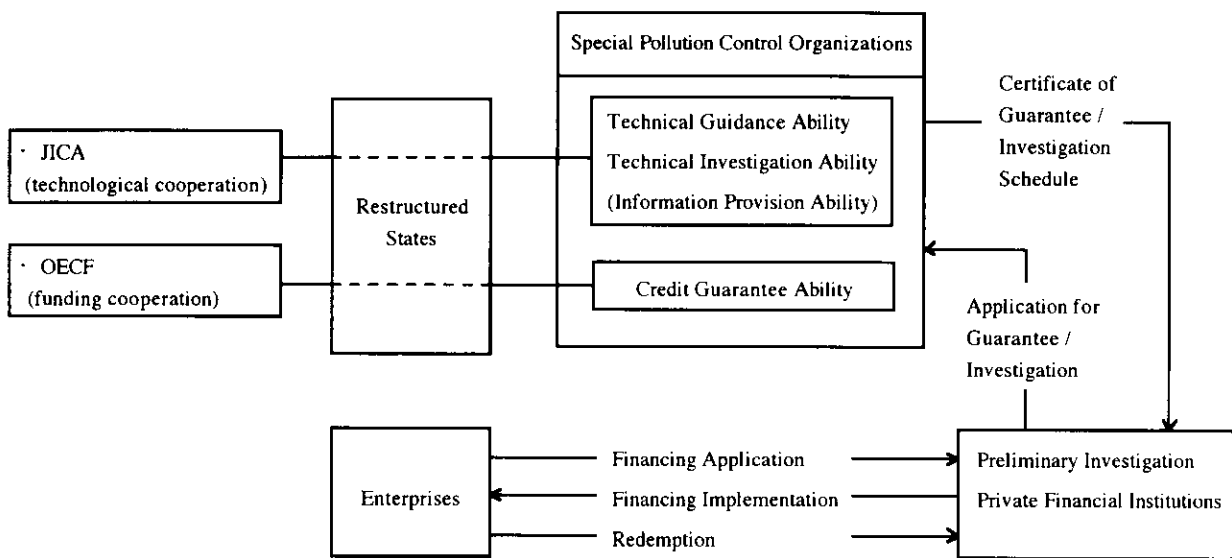 Special Pollution Control Organizations
Certificate of
Guarantee /
Investigation
Schedule
Technical Guidance Ability
Technical Investigation Ability
(Information Provision Ability)
· JICA
(technological cooperation)
Restructured
States
· OECF
(funding cooperation)
Credit Guarantee Ability
Application for
Guarantee /
Investigation
Enterprises
Financing Application
Financing Implementation
Redemption
Preliminary Investigation
Private Financial Institutions